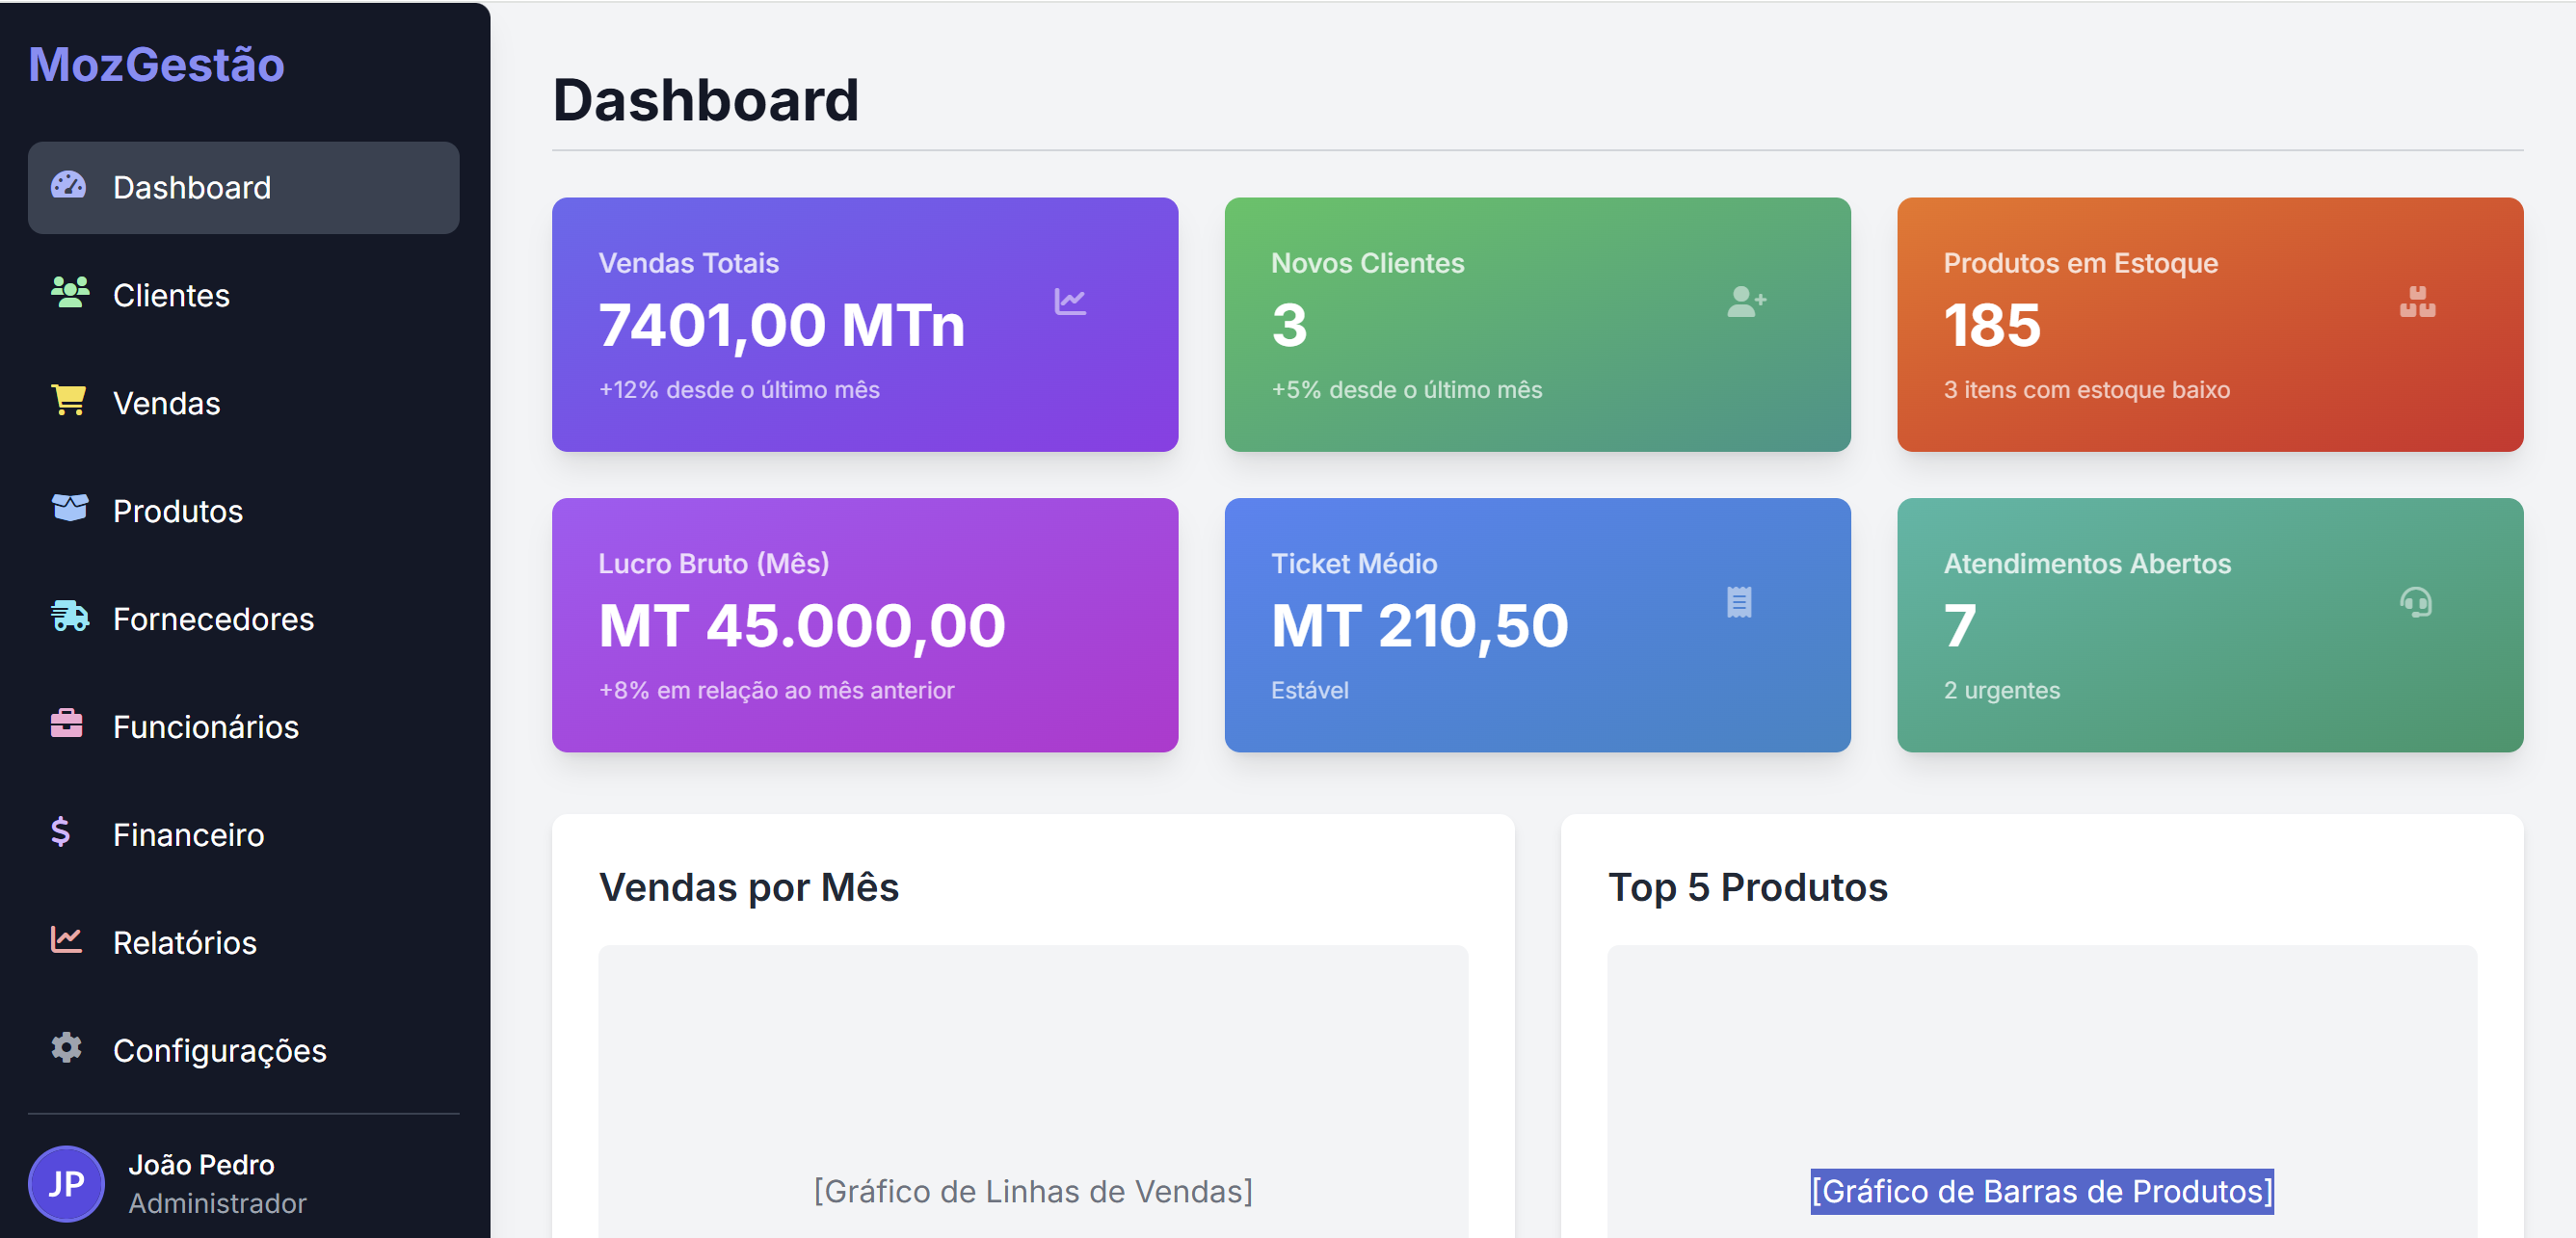 MozGestão
Dashboard
Clientes
Vendas
Produtos
Fornecedores
Funcionários
Financeiro
Relatórios
Configurações
JP
João Pedro
Administrador
Dashboard
Vendas Totais
7401,00 MTn
+12% desde o último mês
Novos Clientes
3
+5% desde o último mês
Produtos em Estoque
185
3 itens com estoque baixo
Lucro Bruto (Mês)
MT 45.000,00
+8% em relação ao mês anterior
Ticket Médio
MT 210,50
Estável
Atendimentos Abertos
7
2 urgentes
Vendas por Mês
[Gráfico de Linhas de Vendas]
Top 5 Produtos
[Gráfico de Barras de Produtos]